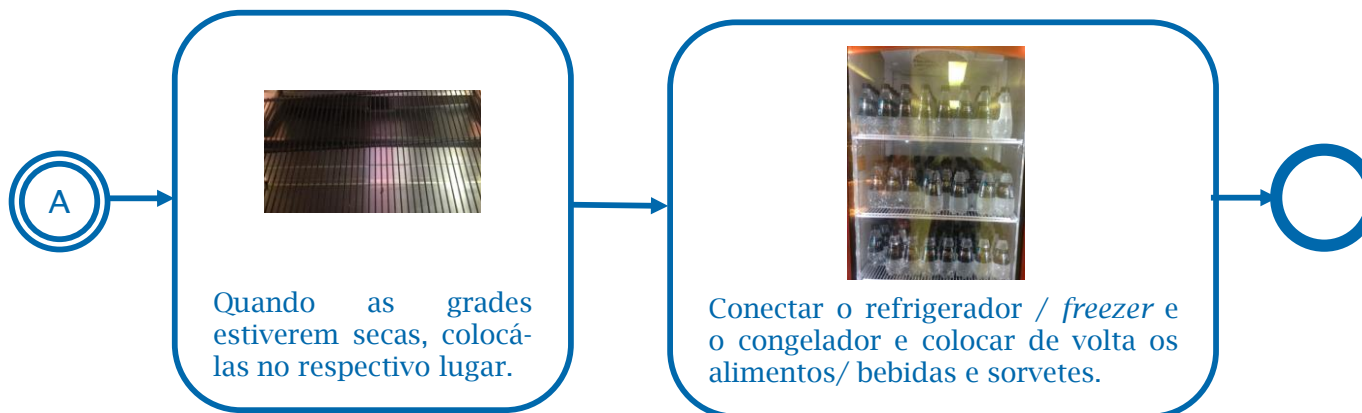 A
Quando as grades
estiverem secas, colocá-
las no respectivo lugar.
Conectar o refrigerador / freezer e
o congelador e colocar de volta os
alimentos/ bebidas e sorvetes.